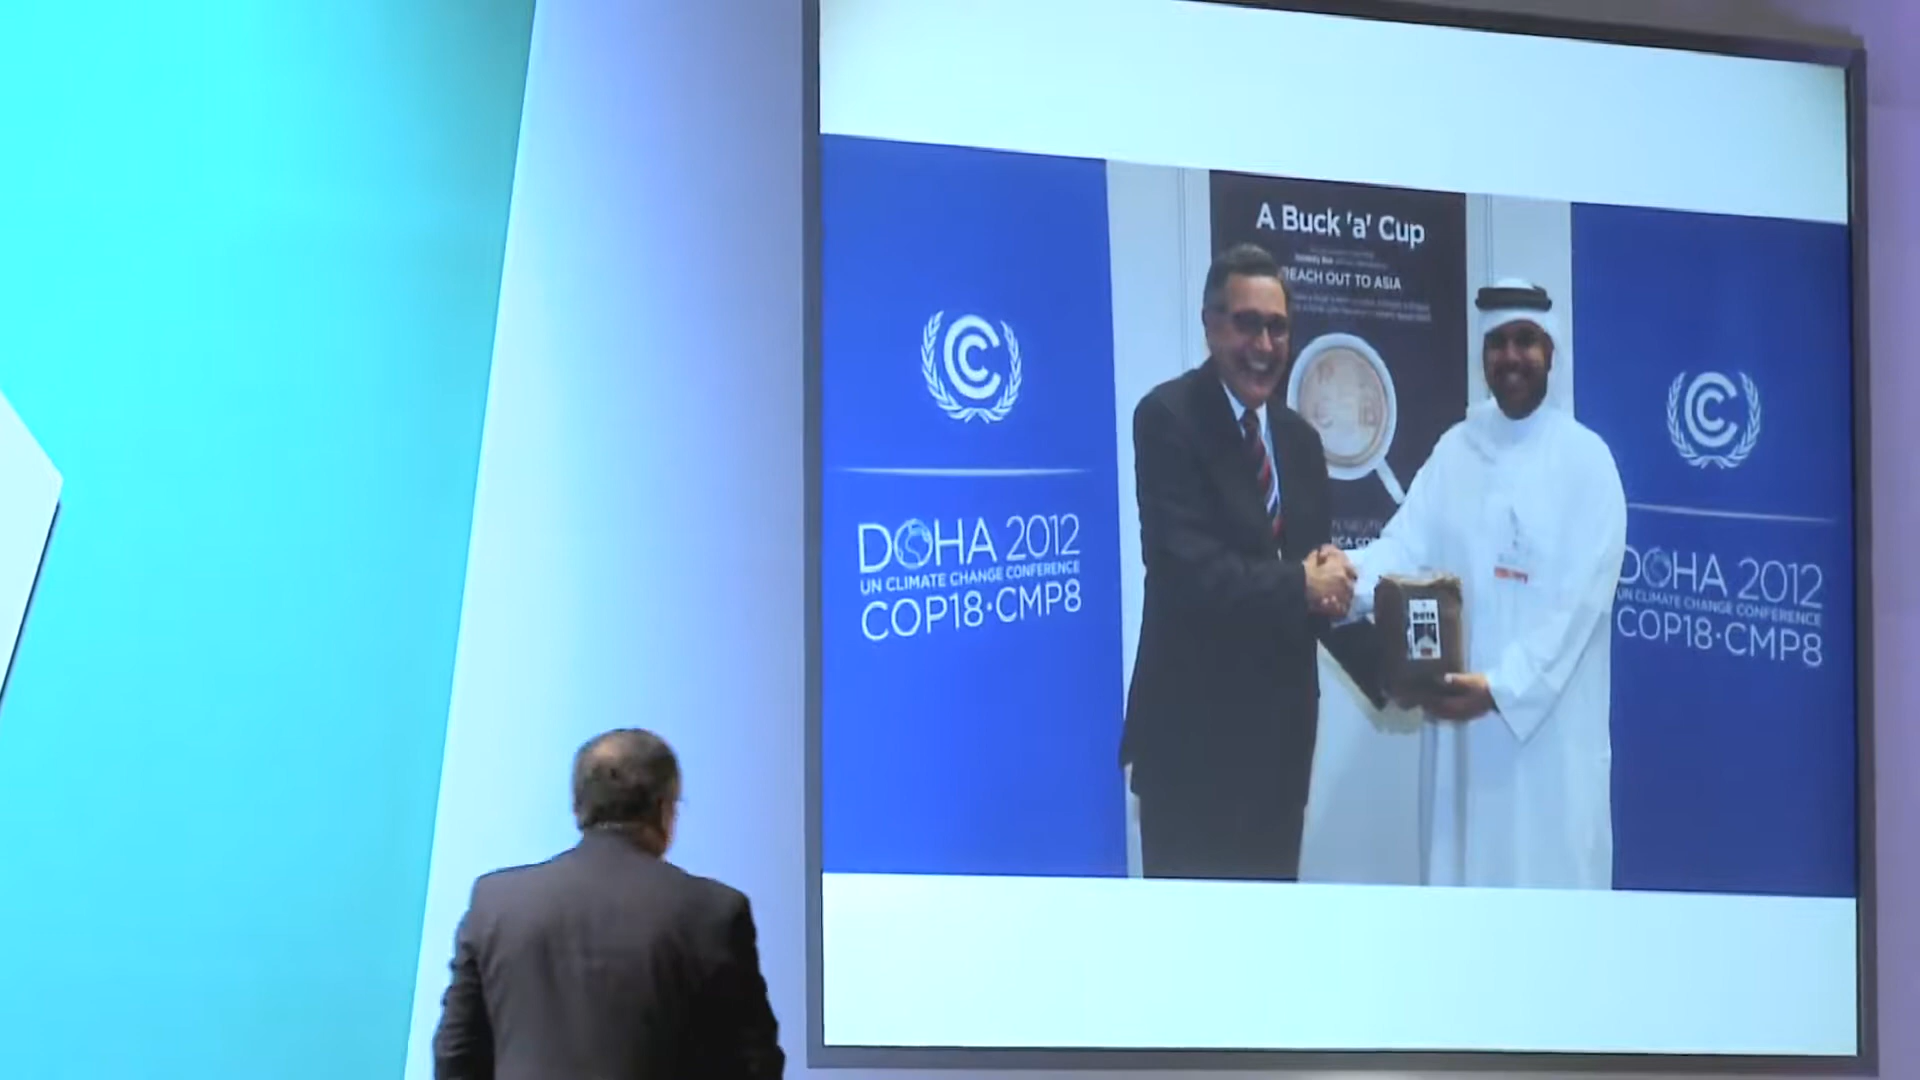 A Buck 'a' Cup
REACH OUT TO ASIA
DOHA 2012
UN CLIMATE CHANGE CONFERENCE
COP18·CMP8
DOHA 2012
UN CLIMATE CHANGE CONFERENCE
COP18·CMP8